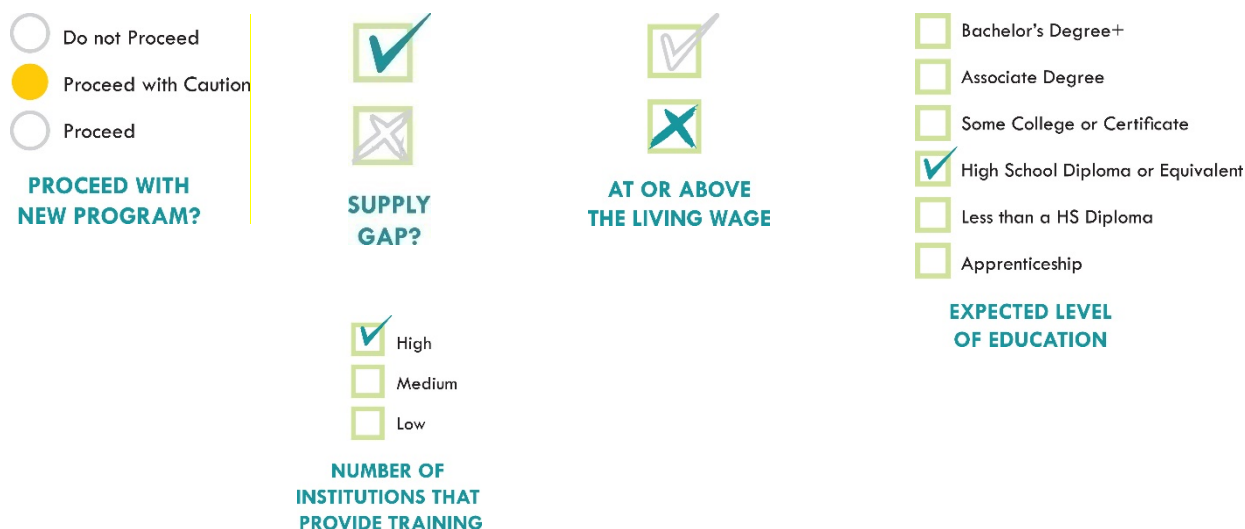 Do not Proceed
Proceed with Caution
Proceed
PROCEED WITH
NEW PROGRAM?
SUPPLY
GAP?
AT OR ABOVE
THE LIVING WAGE
Bachelor's Degree+
Associate Degree
Some College or Certificate
High School Diploma or Equivalent
Less than a HS Diploma
Apprenticeship
EXPECTED LEVEL
OF EDUCATION
High
Medium
Low
NUMBER OF
INSTITUTIONS THAT
PROVIDE TRAINING